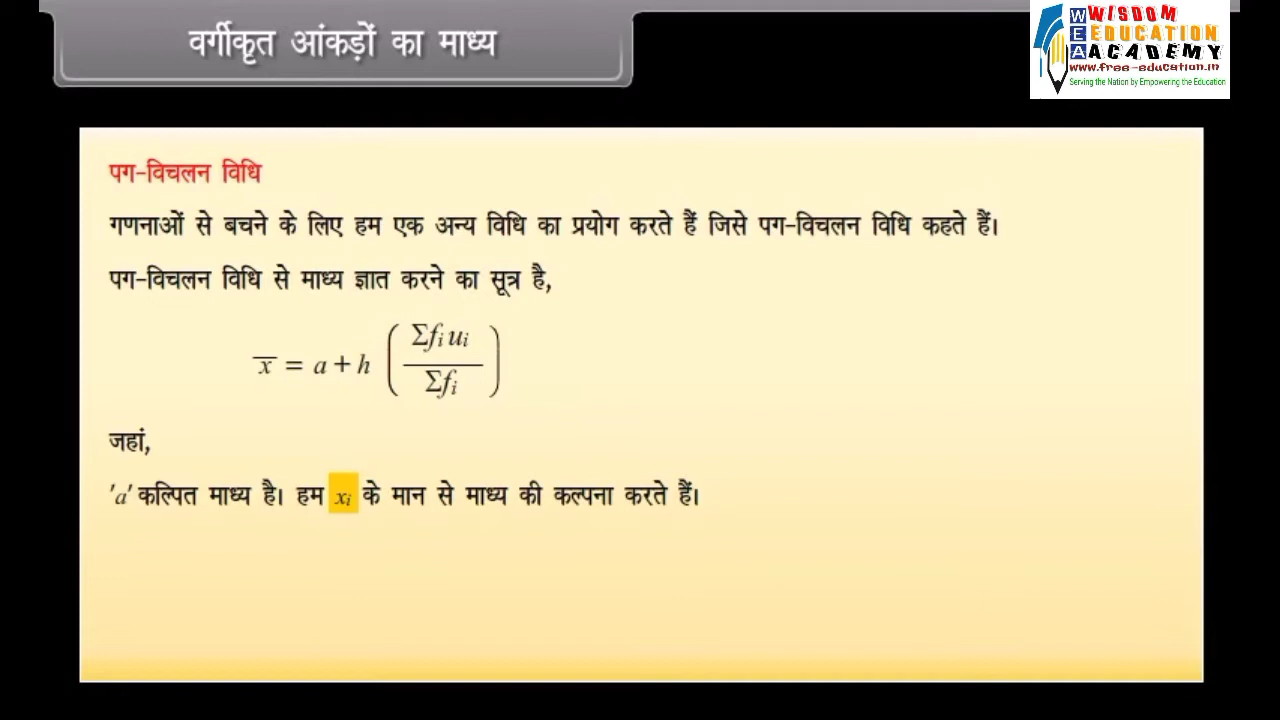 वर्गीकृत आंकड़ों का माध्य
WISDOM
EDUCATION
ACADEMY
WEA
www.free-education.in
Serving the Nation by Empowering the Education
पग-विचलन विधि
गणनाओं से बचने के लिए हम एक अन्य विधि का प्रयोग करते हैं जिसे पग-विचलन विधि कहते हैं।
पग-विचलन विधि से माध्य ज्ञात करने का सूत्र है,
x̅ = a + h ( Σfᵢuᵢ / Σfᵢ )
जहां,
'a' कल्पित माध्य है। हम xᵢ के मान से माध्य की कल्पना करते हैं।